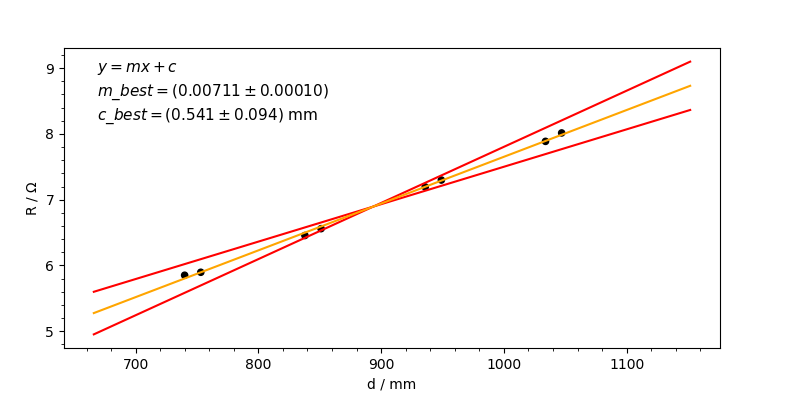 y = mx + c
m_best = (0.00711 ± 0.00010)
c_best = (0.541 ± 0.094) mm
9
8
7
6
5
R / Ω
700 800 900 1000 1100
d / mm